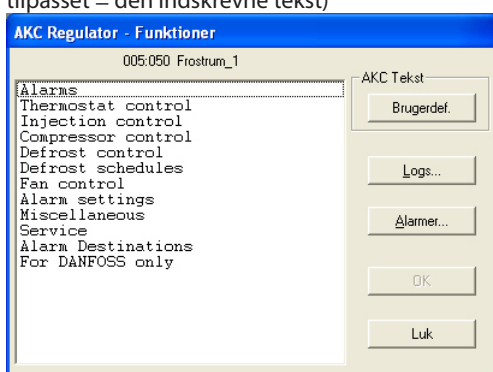 tilpasset = den indskrevne tekst)
AKC Regulator - Funktioner
005:050 Frostrum_1
Alarms
Thermostat control
Injection control
Compressor control
Defrost control
Defrost schedules
Fan control
Alarm settings
Miscellaneous
Service
Alarm Destinations
For DANFOSS only
AKC Tekst
Brugerdef.
Logs...
Alarmer...
OK
Luk